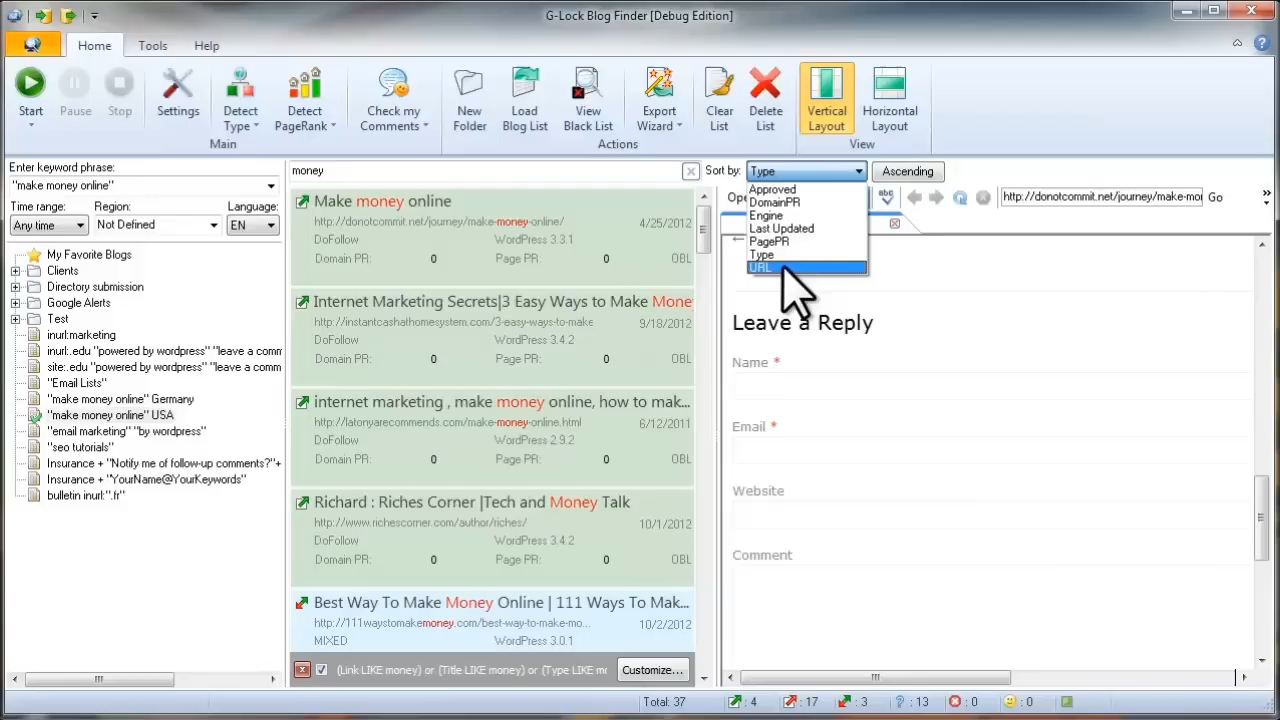 G-Lock Blog Finder [Debug Edition]
Home Tools Help
Start Pause Stop Settings Detect Type Detect PageRank Check my Comments New Folder Load Blog List View Black List Export Wizard Clear List Delete List Vertical Layout Horizontal Layout
Main Actions View
Enter keyword phrase:
"make money online"
Time range: Region: Language:
Any time Not Defined EN
My Favorite Blogs
Clients
Directory submission
Google Alerts
Test
inurl:marketing
inurl:.edu "powered by wordpress" "leave a comm
site:.edu "powered by wordpress" "leave a comm
"Email Lists"
"make money online" Germany
"make money online" USA
"email marketing" "by wordpress"
"seo tutorials"
Insurance + "Notify me of follow-up comments?"+
Insurance + "YourName@YourKeywords"
bulletin inurl:".fr"
money
Make money online
http://donotcommit.net/journey/make-money-online/ 4/25/2012
DoFollow WordPress 3.3.1
Domain PR: 0 Page PR: 0 OBL
Internet Marketing Secrets|3 Easy Ways to Make Money
http://instantcashathomesystem.com/3-easy-ways-to-make 9/18/2012
DoFollow WordPress 3.4.2
Domain PR: 0 Page PR: 0 OBL
internet marketing , make money online, how to mak...
http://latonyarecommends.com/make-money-online.html 6/12/2011
DoFollow WordPress 2.9.2
Domain PR: 0 Page PR: 0 OBL
Richard : Riches Corner |Tech and Money Talk
http://www.richescorner.com/author/riches/ 10/1/2012
DoFollow WordPress 3.4.2
Domain PR: 0 Page PR: 0 OBL
Best Way To Make Money Online | 111 Ways To Mak...
http://111waystomakemoney.com/best-way-to-make-mo... 10/2/2012
MIXED WordPress 3.0.1
(Link LIKE money) or (Title LIKE money) or (Type LIKE mo Customize...
Sort by: Type Ascending
Approved
DomainPR
Engine
Last Updated
PagePR
Type
URL
Ope abc http://donotcommit.net/journey/make-mor Go
Leave a Reply
Name *
Email *
Website
Comment
Total: 37 : 4 : 17 : 3 : 13 : 0 : 0